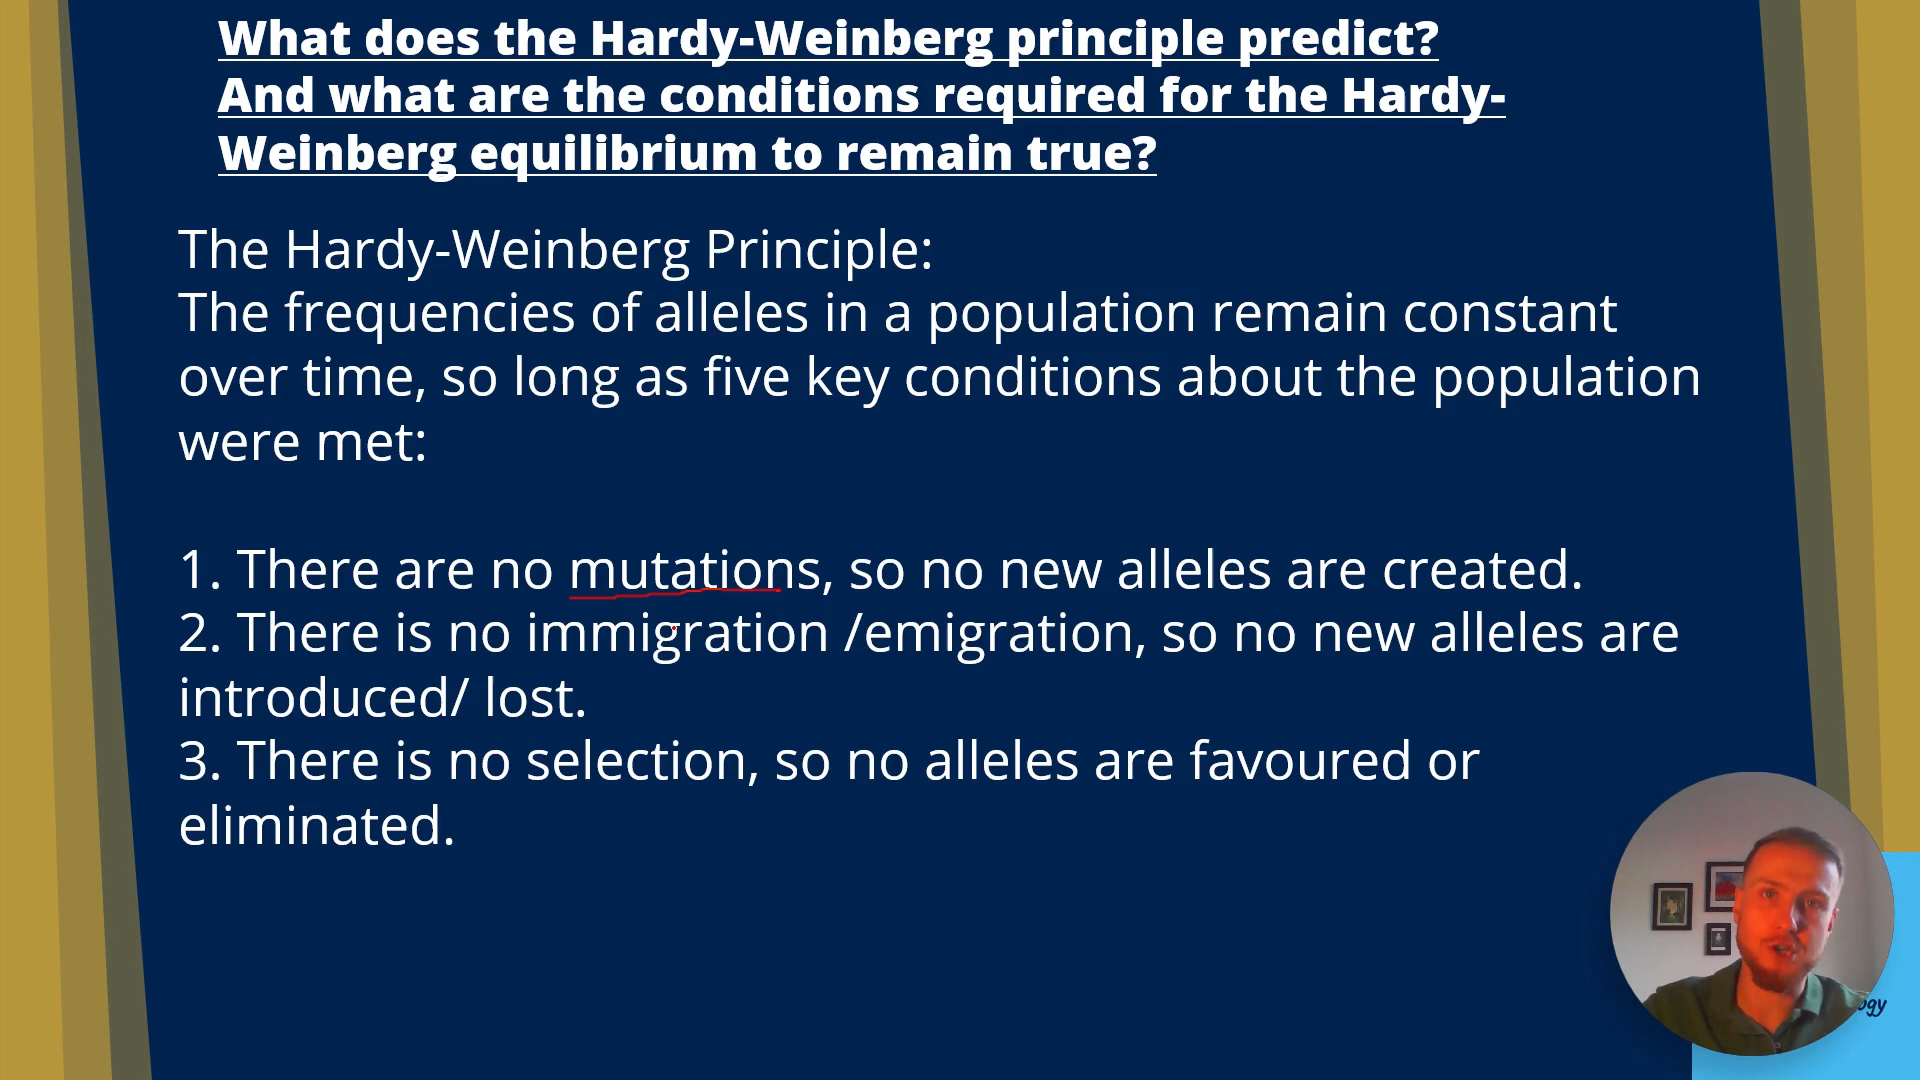 What does the Hardy-Weinberg principle predict?
And what are the conditions required for the Hardy-
Weinberg equilibrium to remain true?
The Hardy-Weinberg Principle:
The frequencies of alleles in a population remain constant
over time, so long as five key conditions about the population
were met:
1. There are no mutations, so no new alleles are created.
2. There is no immigration /emigration, so no new alleles are
introduced/ lost.
3. There is no selection, so no alleles are favoured or
eliminated.